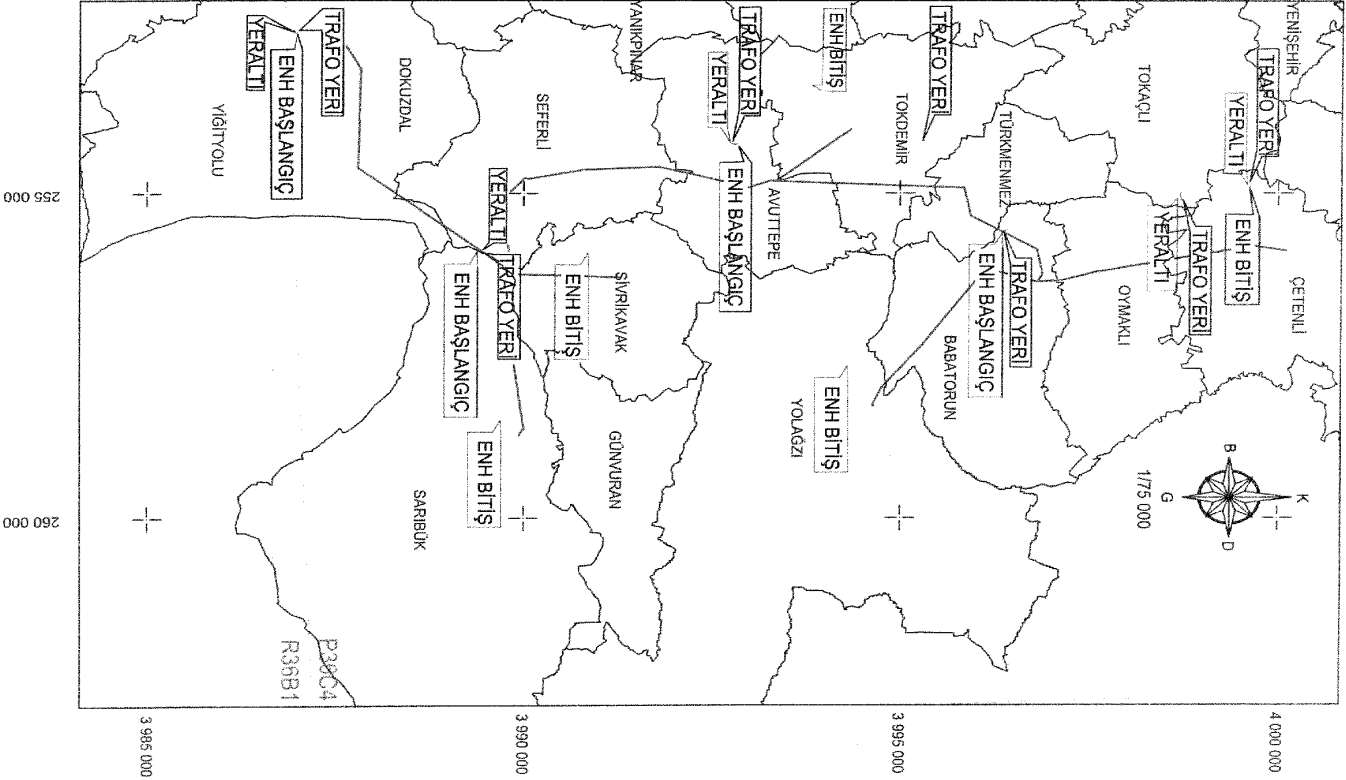 YENİŞEHİR
TRAFO YERİ
YERALTI
ENH BİTİŞ
ÇETENLİ
TOKAÇLI
YERALTI
TRAFO YERİ
OYMAKLI
TÜRKMENMEZ
TRAFO YERİ
ENH BAŞLANGIÇ
BABATORUN
TRAFO YERİ
TOKDEMİR
ENH BİTİŞ
ENH BİTİŞ
YOLAĞZI
TRAFO YERİ
YERALTI
ENH BAŞLANGIÇ
AVUTTEPE
YANIKPINAR
SEFERLİ
SİVRİKAVAK
ENH BİTİŞ
GÜNVURAN
YERALTI
TRAFO YERİ
ENH BAŞLANGIÇ
ENH BİTİŞ
SARIBÜK
DOKUZDAL
TRAFO YERİ
ENH BAŞLANGIÇ
YERALTI
YİĞİTYOLU
K
B
D
G
1/75 000
P36C4
R36B1
255 000
260 000
3 985 000
3 990 000
3 995 000
4 000 000